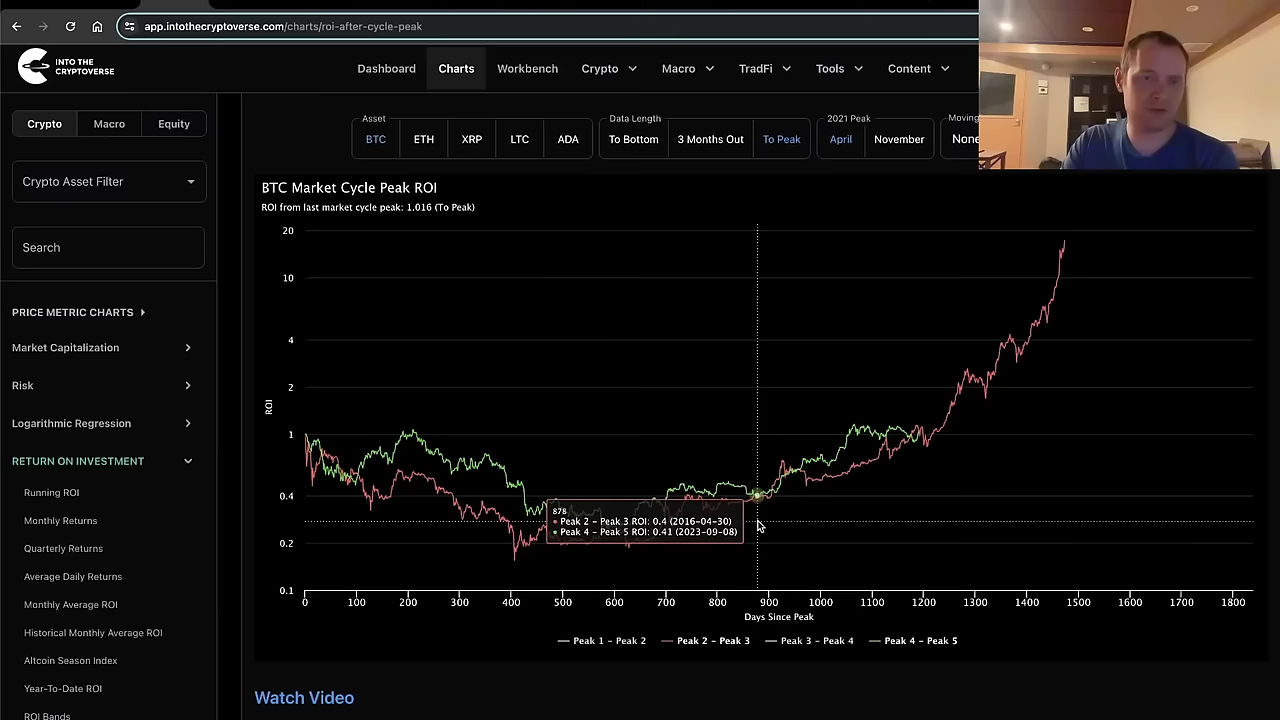 app.intothecryptoverse.com/charts/roi-after-cycle-peak
INTO THE
CRYPTOVERSE
Dashboard
Charts
Workbench
Crypto
Macro
TradFi
Tools
Content
Crypto
Macro
Equity
Crypto Asset Filter
Search
PRICE METRIC CHARTS
Market Capitalization
Risk
Logarithmic Regression
RETURN ON INVESTMENT
Running ROI
Monthly Returns
Quarterly Returns
Average Daily Returns
Monthly Average ROI
Historical Monthly Average ROI
Altcoin Season Index
Year-To-Date ROI
ROI Bands
Asset
BTC
ETH
XRP
LTC
ADA
Data Length
To Bottom
3 Months Out
To Peak
2021 Peak
April
November
Moving
None
BTC Market Cycle Peak ROI
ROI from last market cycle peak: 1.016 (To Peak)
20
10
4
2
1
0.4
0.2
0.1
ROI
878
Peak 2 - Peak 3 ROI: 0.4 (2016-04-30)
Peak 4 - Peak 5 ROI: 0.41 (2023-09-08)
0 100 200 300 400 500 600 700 800 900 1000 1100 1200 1300 1400 1500 1600 1700 1800
Days Since Peak
Peak 1 - Peak 2
Peak 2 - Peak 3
Peak 3 - Peak 4
Peak 4 - Peak 5
Watch Video